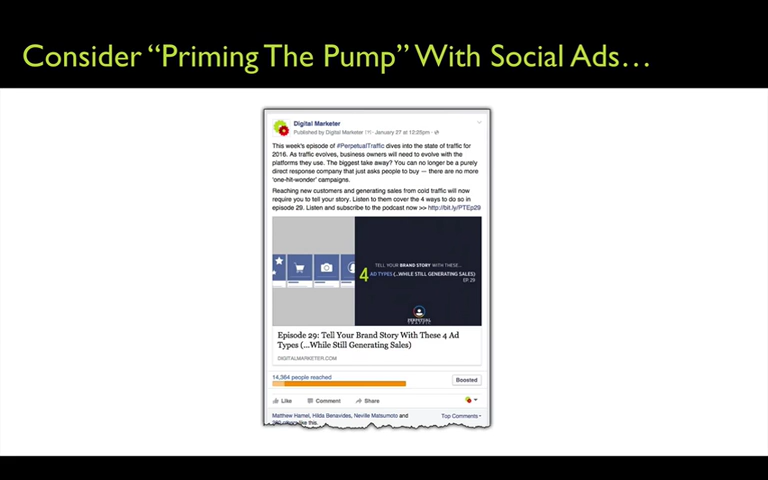 Consider “Priming The Pump” With Social Ads…
Digital Marketer
Published by Digital Marketer [?] · January 27 at 12:25pm ·
This week's episode of #PerpetualTraffic dives into the state of traffic for
2016. As traffic evolves, business owners will need to evolve with the
platforms they use. The biggest take away? You can no longer be a purely
direct response company that just asks people to buy — there are no more
'one-hit-wonder' campaigns.
Reaching new customers and generating sales from cold traffic will now
require you to tell your story. Listen to them cover the 4 ways to do so in
episode 29. Listen and subscribe to the podcast now >> http://bit.ly/PTEp29
TELL YOUR BRAND STORY WITH THESE...
4 AD TYPES (...WHILE STILL GENERATING SALES)
EP. 29
PERPETUAL
TRAFFIC
Episode 29: Tell Your Brand Story With These 4 Ad
Types (...While Still Generating Sales)
DIGITALMARKETER.COM
14,364 people reached
Boosted
Like Comment Share
Matthew Hamel, Hilda Benavides, Neville Matsumoto and
others like this.
Top Comments